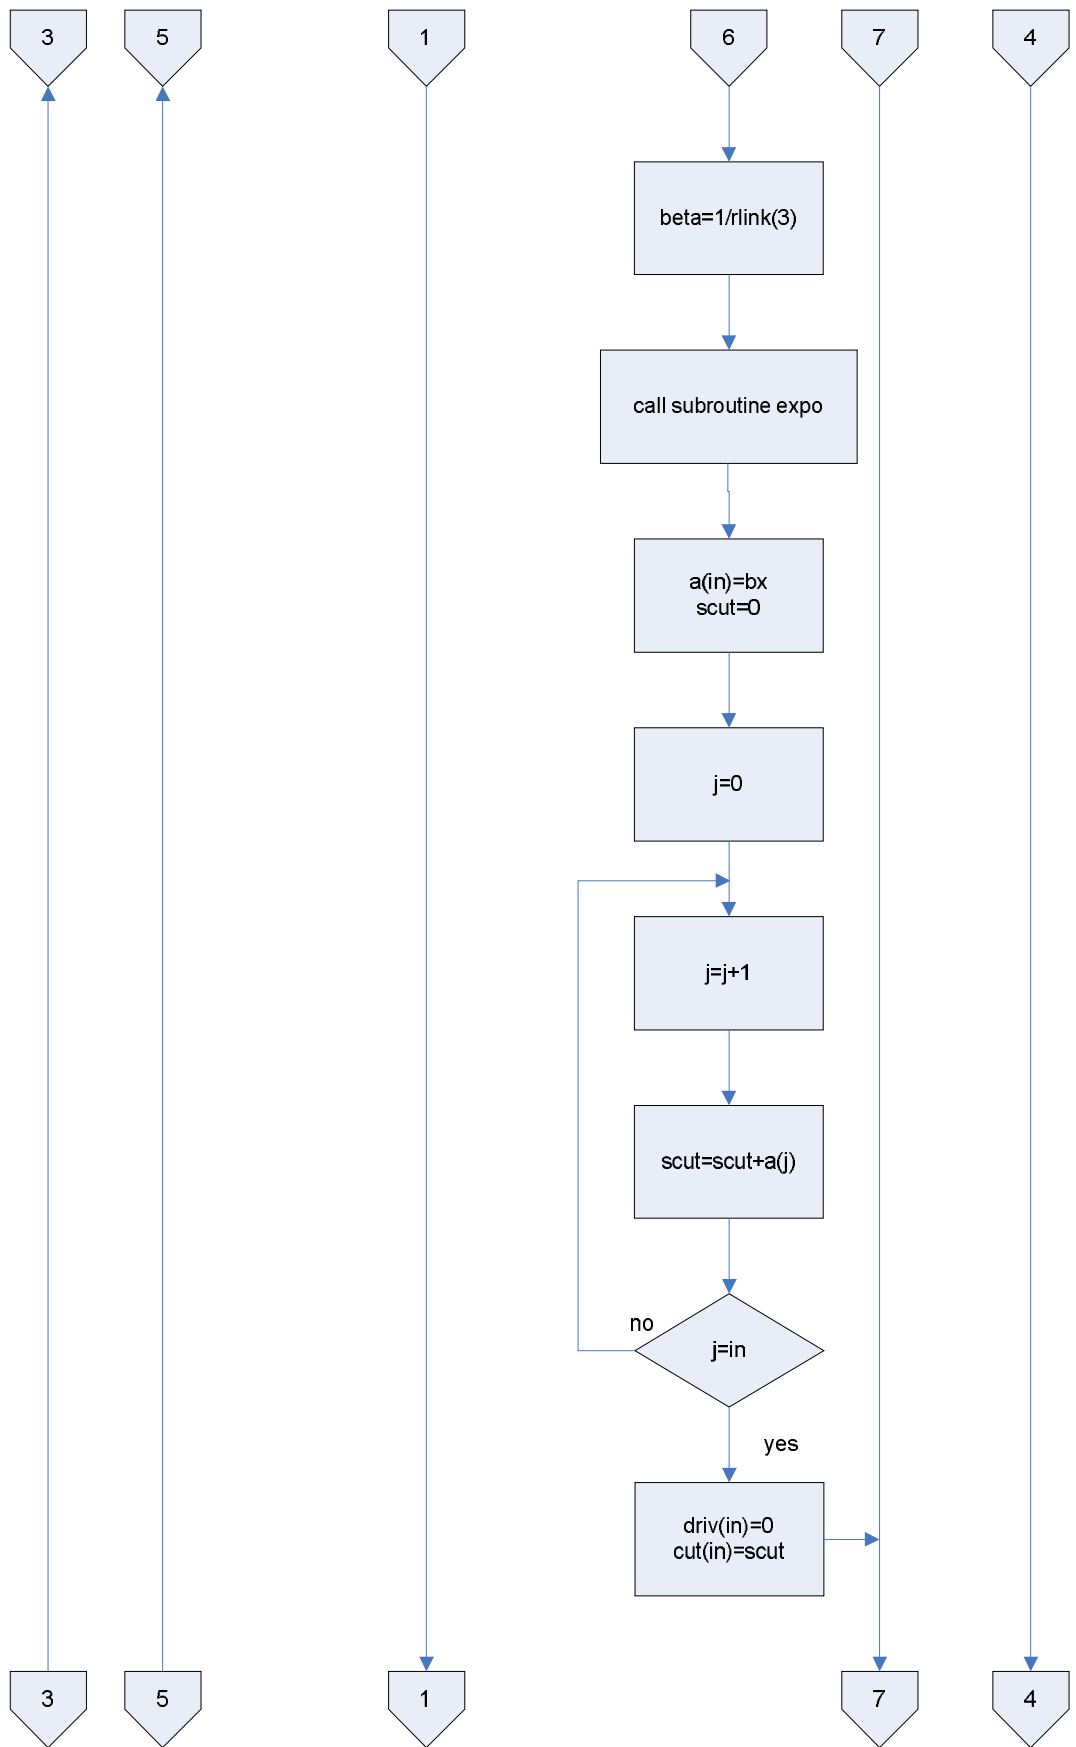 3
5
1
6
7
4
beta=1/rlink(3)
call subroutine expo
a(in)=bx
scut=0
j=0
j=j+1
scut=scut+a(j)
no
j=in
yes
driv(in)=0
cut(in)=scut
3
5
1
7
4